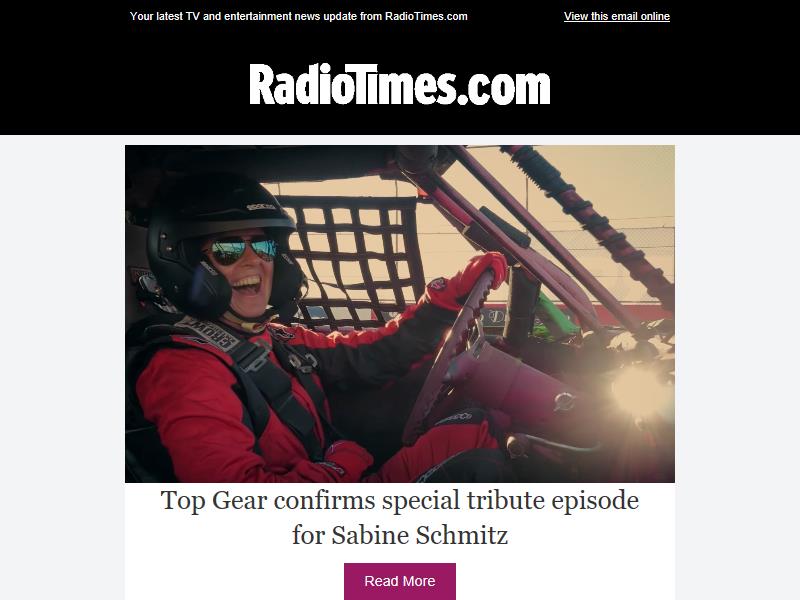 Your latest TV and entertainment news update from RadioTimes.com
View this email online
RadioTimes.com
Top Gear confirms special tribute episode
for Sabine Schmitz
Read More